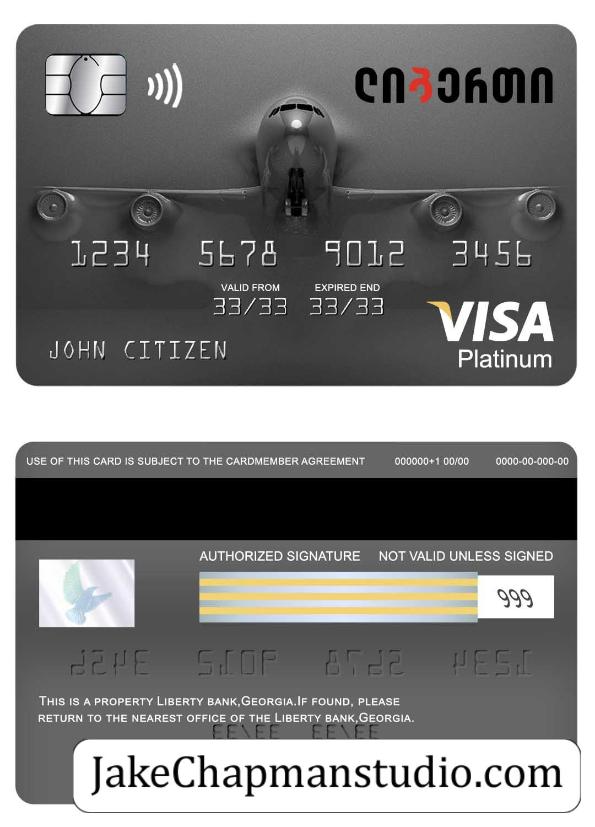 ლიბერთი
1234 5678 9012 3456
VALID FROM EXPIRED END
33/33 33/33
JOHN CITIZEN
VISA
Platinum
USE OF THIS CARD IS SUBJECT TO THE CARDMEMBER AGREEMENT 000000+1 00/00 0000-00-000-00
AUTHORIZED SIGNATURE NOT VALID UNLESS SIGNED
999
THIS IS A PROPERTY LIBERTY BANK,GEORGIA.IF FOUND, PLEASE
RETURN TO THE NEAREST OFFICE OF THE LIBERTY BANK,GEORGIA.
JakeChapmanstudio.com